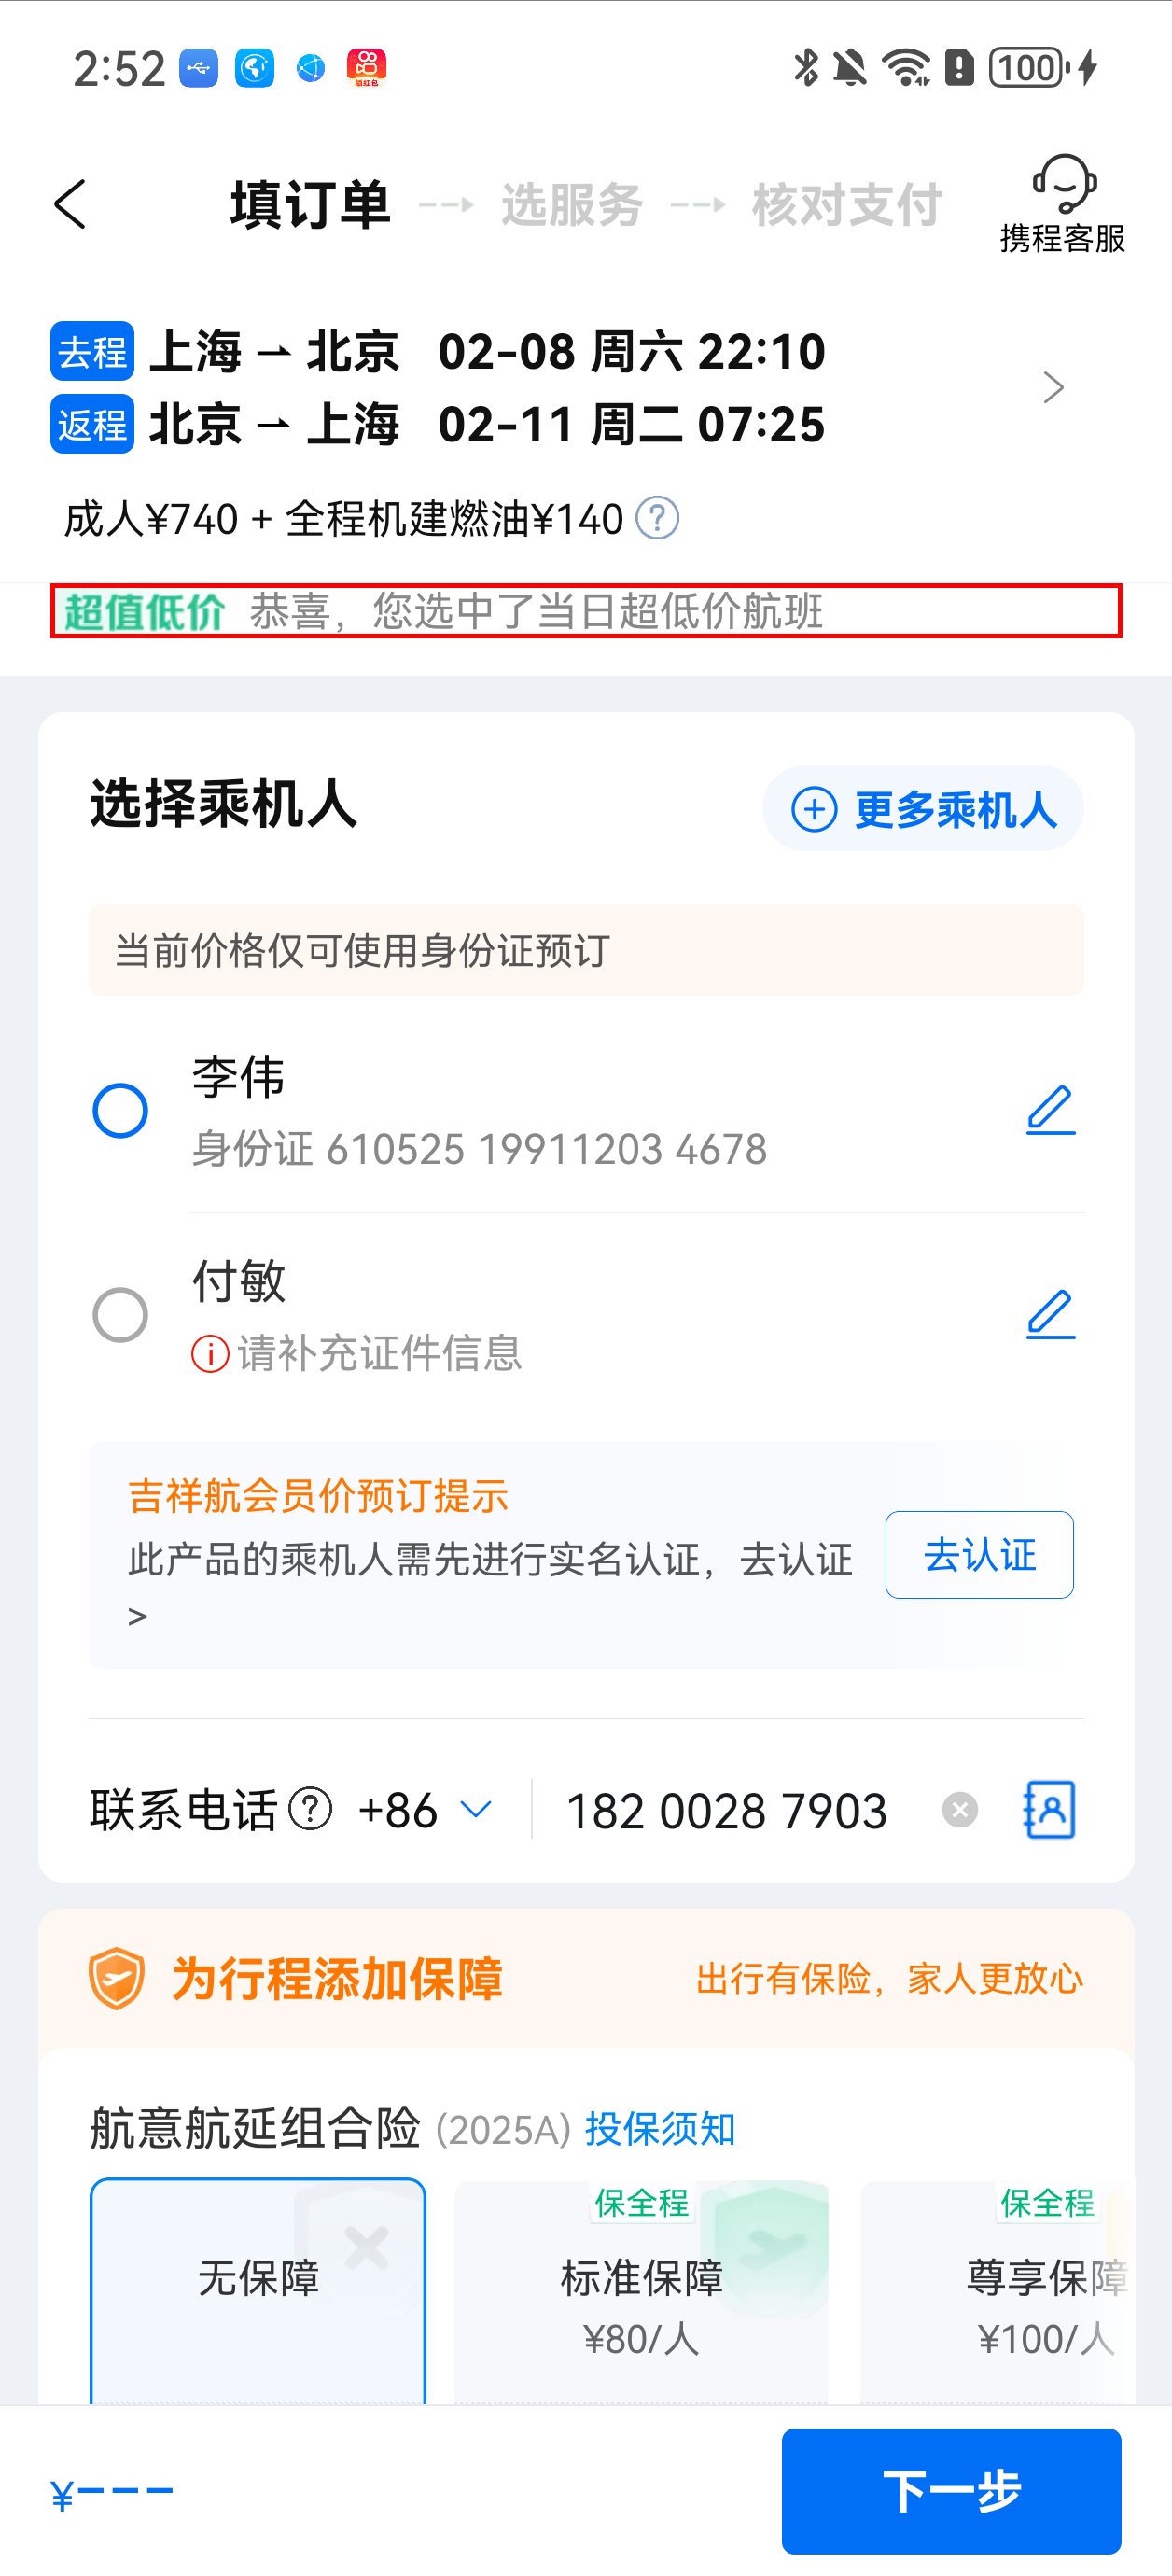 2:52
100
填订单 选服务 核对支付
携程客服
去程 上海 → 北京 02-08 周六 22:10
返程 北京 → 上海 02-11 周二 07:25
成人¥740 + 全程机建燃油¥140 ?
超值低价 恭喜，您选中了当日超低价航班
选择乘机人
更多乘机人
当前价格仅可使用身份证预订
李伟
身份证 610525 19911203 4678
付敏
请补充证件信息
吉祥航会员价预订提示
此产品的乘机人需先进行实名认证，去认证
>
去认证
联系电话 ? +86 182 0028 7903
为行程添加保障 出行有保险，家人更放心
航意航延组合险 (2025A) 投保须知
保全程 保全程
无保障 标准保障 尊享保障
¥80/人 ¥100/人
¥--- 下一步